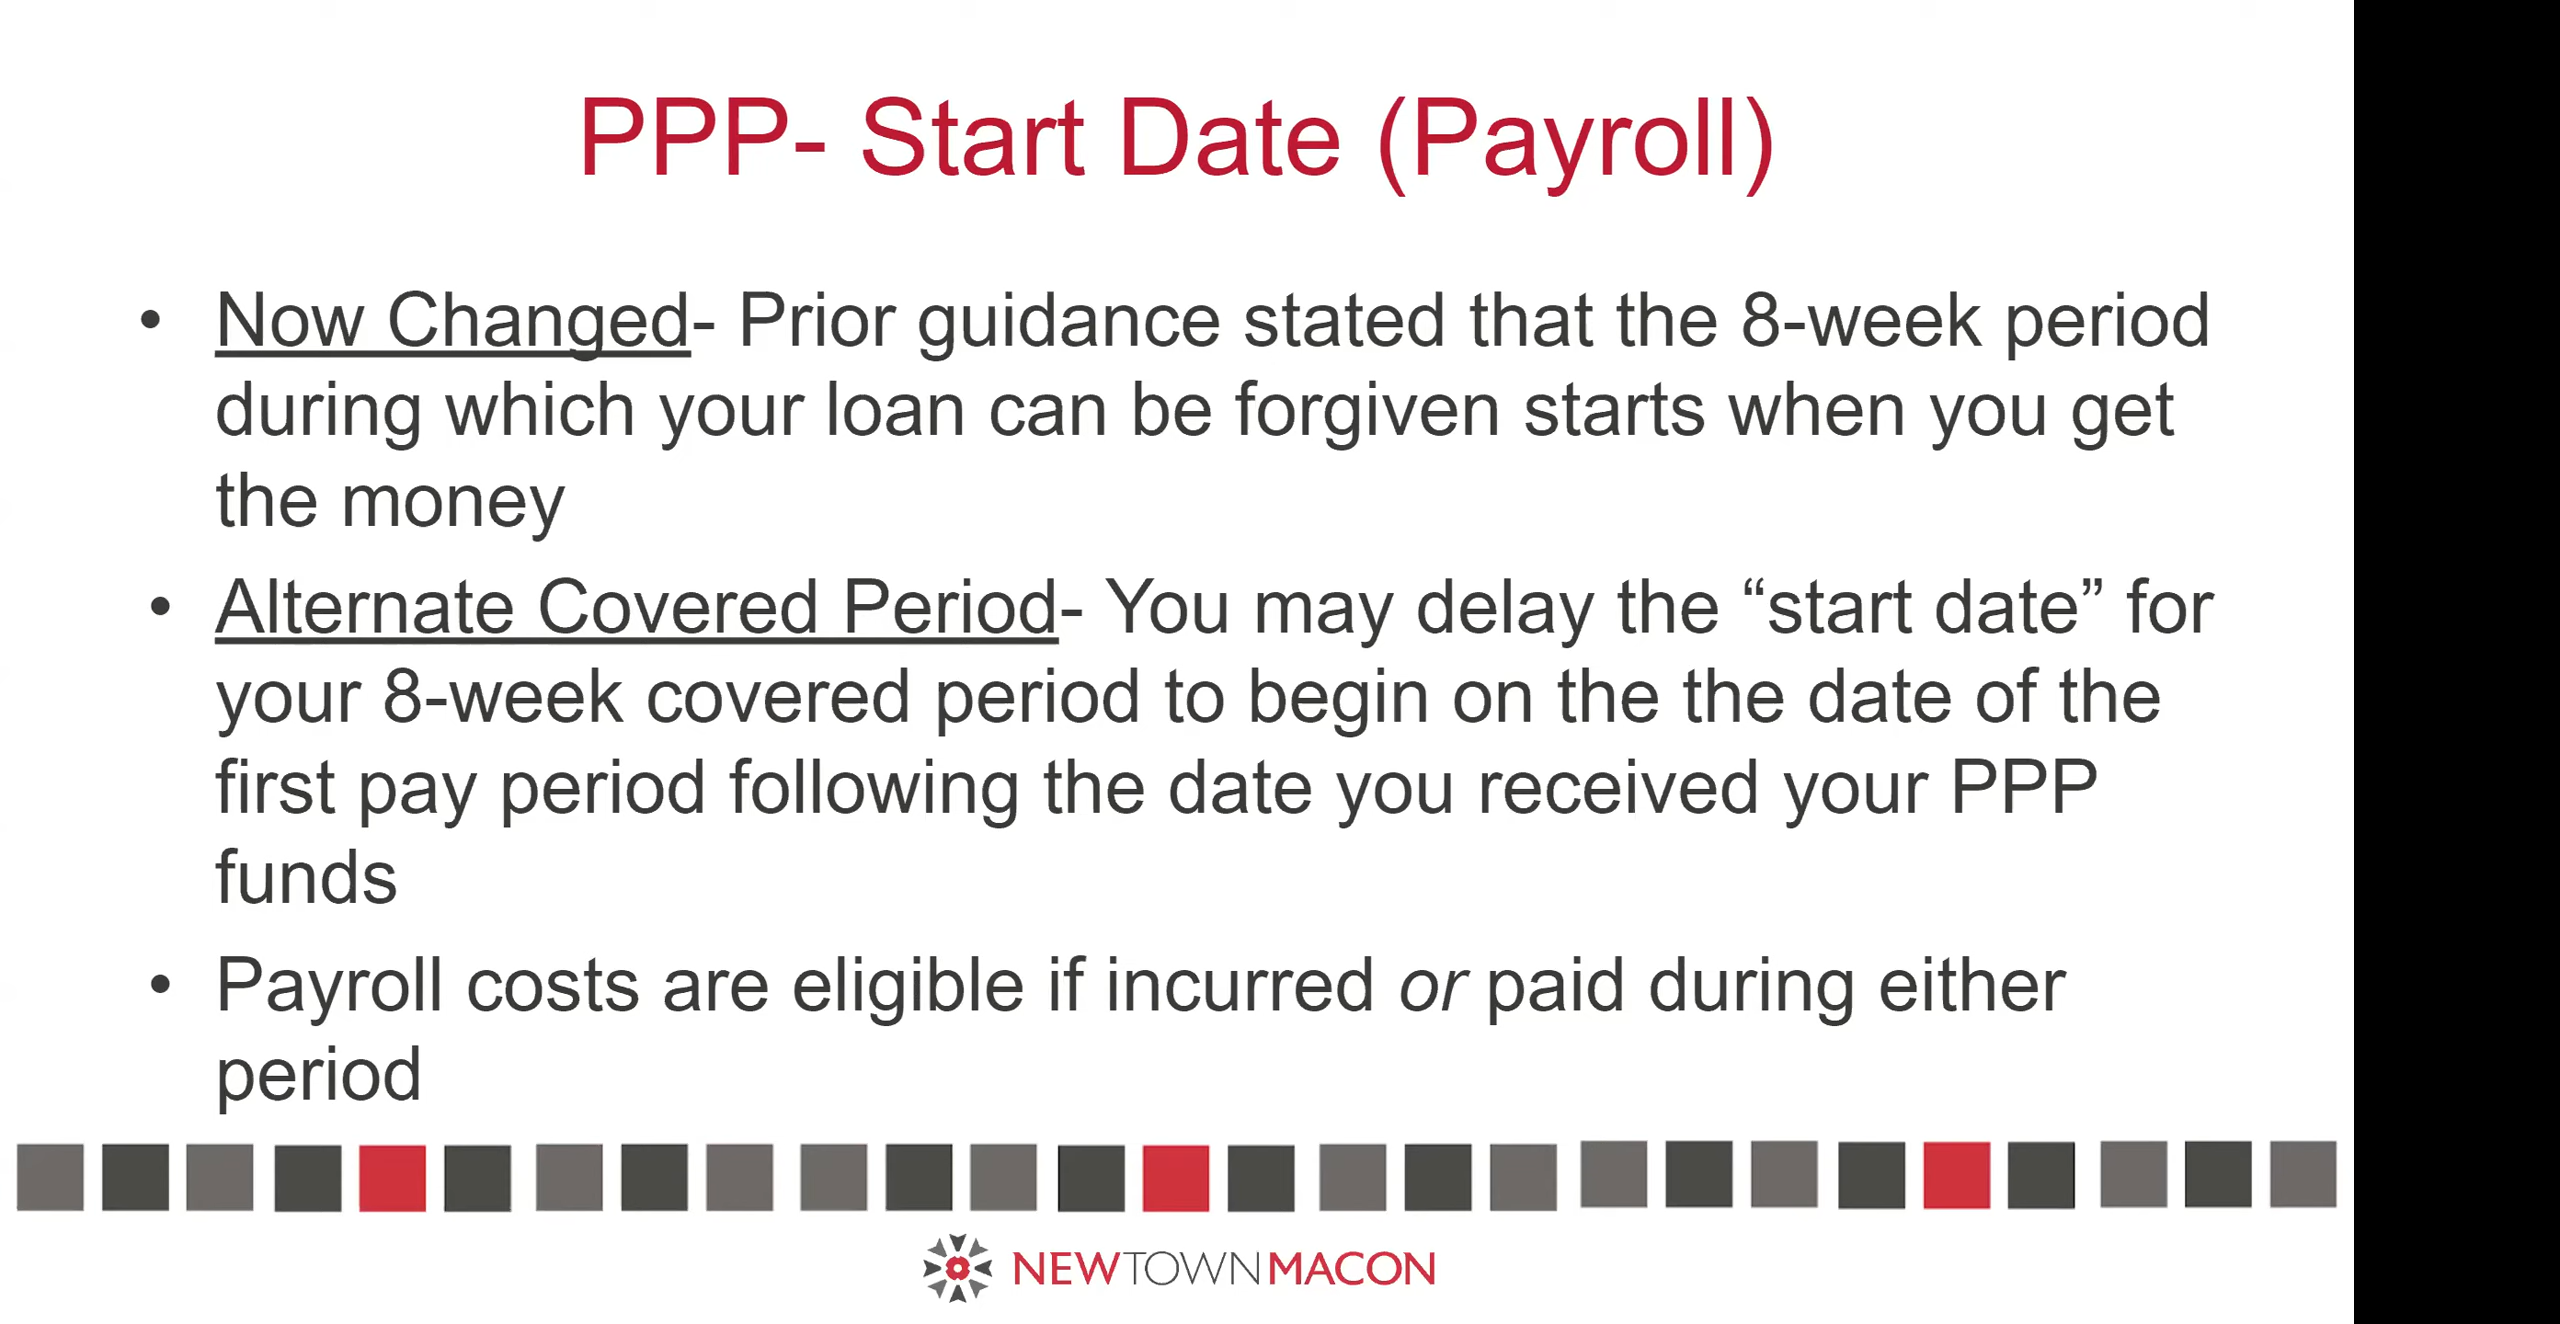 PPP- Start Date (Payroll)
• Now Changed- Prior guidance stated that the 8-week period
during which your loan can be forgiven starts when you get
the money
• Alternate Covered Period- You may delay the “start date” for
your 8-week covered period to begin on the the date of the
first pay period following the date you received your PPP
funds
• Payroll costs are eligible if incurred or paid during either
period
NEWTOWNMACON